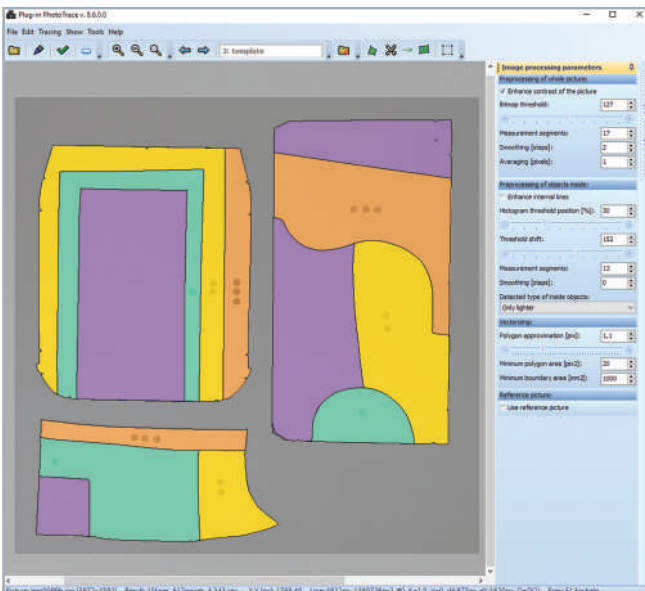 Plug-in PhotoTrace v. 8.6.0.0
File Edit Tracing Show Tools Help
3: template
Image processing parameters
Preprocessing of whole picture:
Enhance contrast of the picture
Bitmap threshold: 127
Measurement segments: 17
Smoothing [steps] 2
Averaging [pixels]: 1
Preprocessing of objects inside:
Enhance internal lines
Histogram threshold position [%]: 30
Threshold shift: 152
Measurement segments: 13
Smoothing [steps]: 0
Detected type of inside objects:
Only lighter
Vectorising:
Polygon approximation [pix]: 1,1
Minimum polygon area [pix2]: 20
Minimum boundary area [mm2]: 1000
Reference picture:
Use reference picture